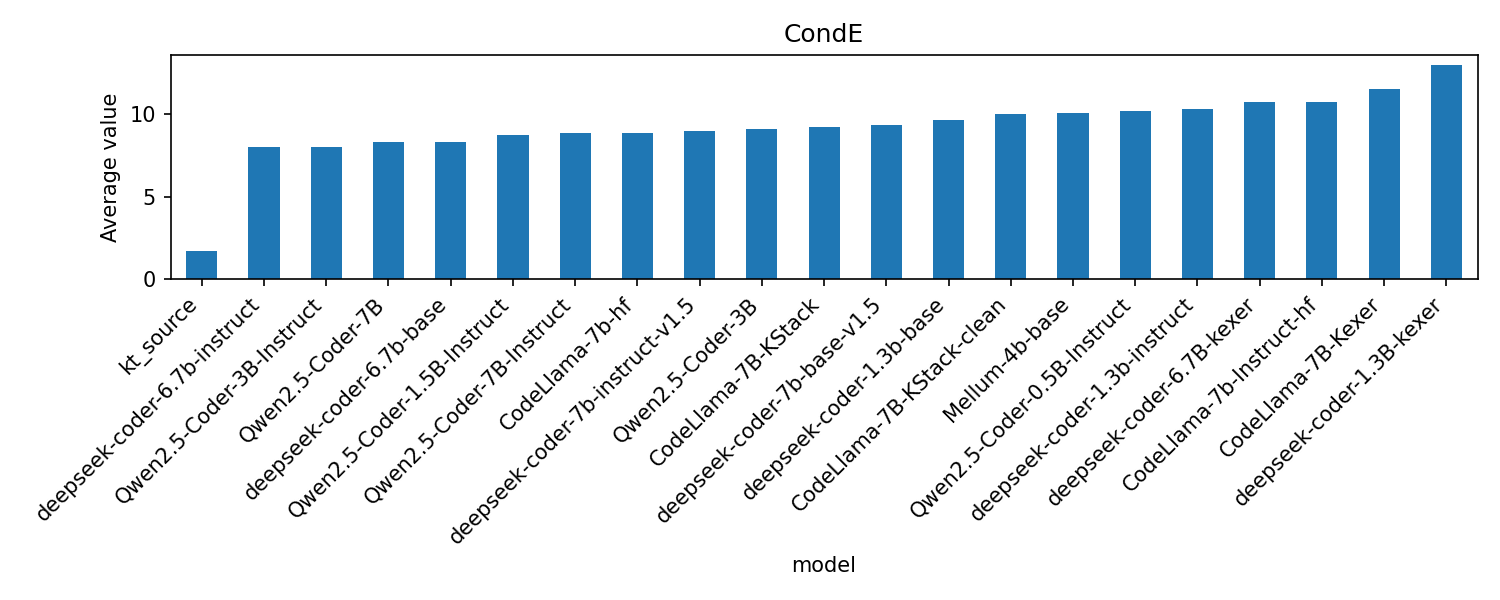 CondE
Average value
10
5
0
kt_source
deepseek-coder-6.7b-instruct
Qwen2.5-Coder-3B-Instruct
Qwen2.5-Coder-7B
deepseek-coder-6.7b-base
Qwen2.5-Coder-1.5B-Instruct
Qwen2.5-Coder-7B-Instruct
CodeLlama-7b-hf
deepseek-coder-7b-instruct-v1.5
Qwen2.5-Coder-3B
CodeLlama-7B-KStack
deepseek-coder-7b-base-v1.5
deepseek-coder-1.3b-base
CodeLlama-7B-KStack-clean
Mellum-4b-base
Qwen2.5-Coder-0.5B-Instruct
deepseek-coder-1.3b-instruct
deepseek-coder-6.7B-kexer
CodeLlama-7b-Instruct-hf
CodeLlama-7B-Kexer
deepseek-coder-1.3B-kexer
model